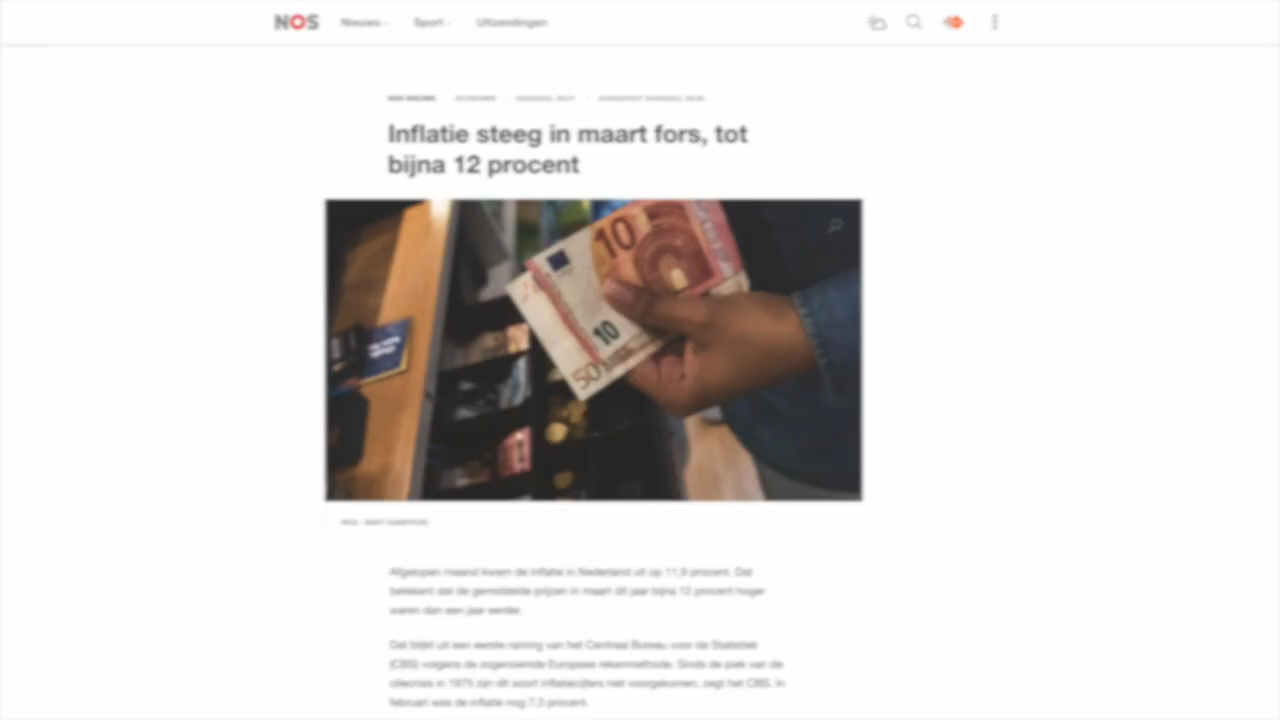 NOS Nieuws Sport Uitzendingen
Inflatie steeg in maart fors, tot
bijna 12 procent
10
10
50
Afgelopen maand kwam de inflatie in Nederland uit op 11,9 procent. Dat
betekent dat de gemiddelde prijzen in maart dit jaar bijna 12 procent hoger
waren dan een jaar eerder.
Dat blijkt uit een eerste raming van het Centraal Bureau voor de Statistiek
(CBS) volgens de zogenoemde Europese rekenmethode. Sinds de piek van de
oliecrisis in 1975 zijn dit soort inflatiecijfers niet voorgekomen, zegt het CBS. In
februari was de inflatie nog 7,3 procent.